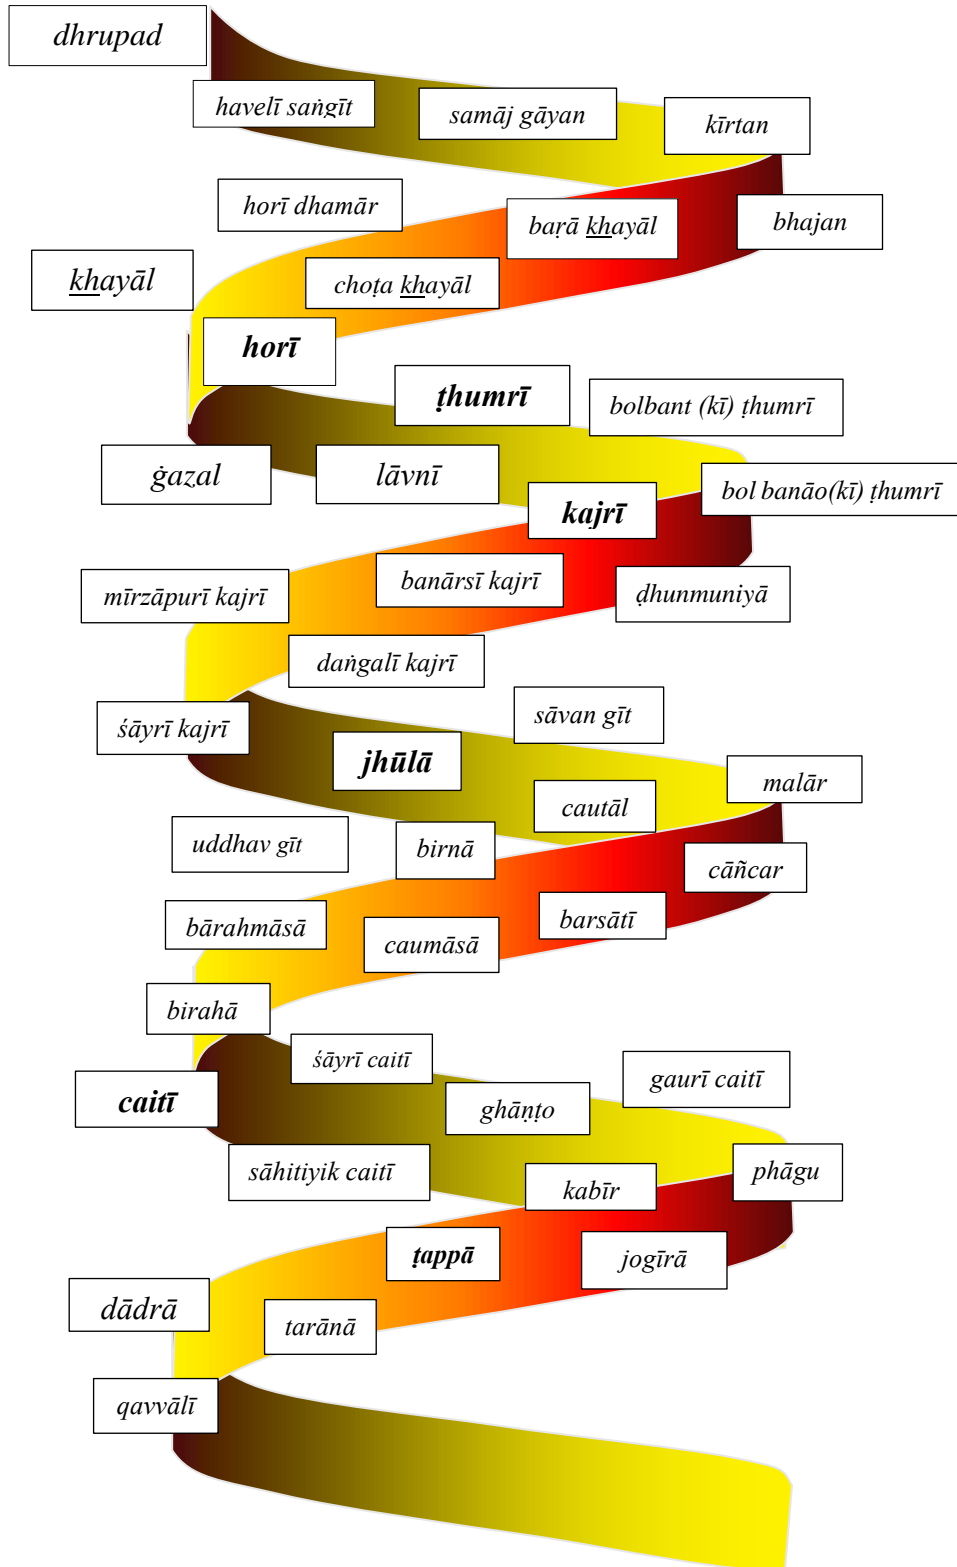 dhrupad
havelī saṅgīt
samāj gāyan
kīrtan
horī dhamār
baṛā khayāl
bhajan
khayāl
choṭa khayāl
horī
ṭhumrī
bolbant (kī) ṭhumrī
ġazal
lāvnī
bol banāo(kī) ṭhumrī
kajrī
mīrzāpurī kajrī
banārsī kajrī
ḍhunmuniyā
daṅgalī kajrī
śāyrī kajrī
sāvan gīt
jhūlā
malār
cautāl
uddhav gīt
birnā
cāñcar
bārahmāsā
caumāsā
barsātī
birahā
śāyrī caitī
gaurī caitī
caitī
ghāṇṭo
sāhitiyik caitī
kabīr
phāgu
ṭappā
jogīrā
dādrā
tarānā
qavvālī